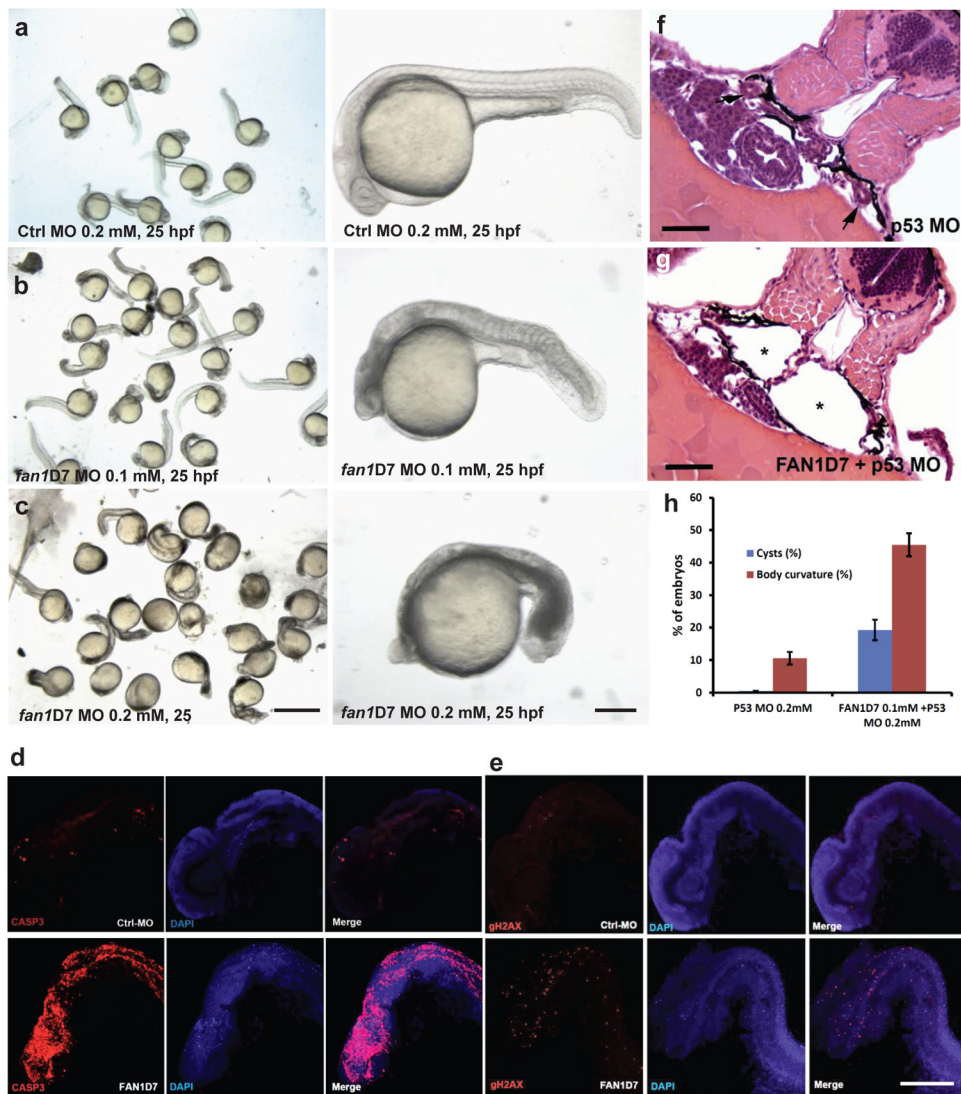 a
Ctrl MO 0.2 mM, 25 hpf
Ctrl MO 0.2 mM, 25 hpf
b
fan1D7 MO 0.1 mM, 25 hpf
fan1D7 MO 0.1 mM, 25 hpf
c
fan1D7 MO 0.2 mM, 25
fan1D7 MO 0.2 mM, 25 hpf
f
p53 MO
g
*
*
FAN1D7 + p53 MO
h
% of embryos
60
50
40
30
20
10
0
Cysts (%)
Body curvature (%)
P53 MO 0.2mM
FAN1D7 0.1mM +P53
MO 0.2mM
d
CASP3
Ctrl-MO
DAPI
Merge
CASP3
FAN1D7
DAPI
Merge
e
gH2AX
Ctrl-MO
DAPI
Merge
gH2AX
FAN1D7
DAPI
Merge